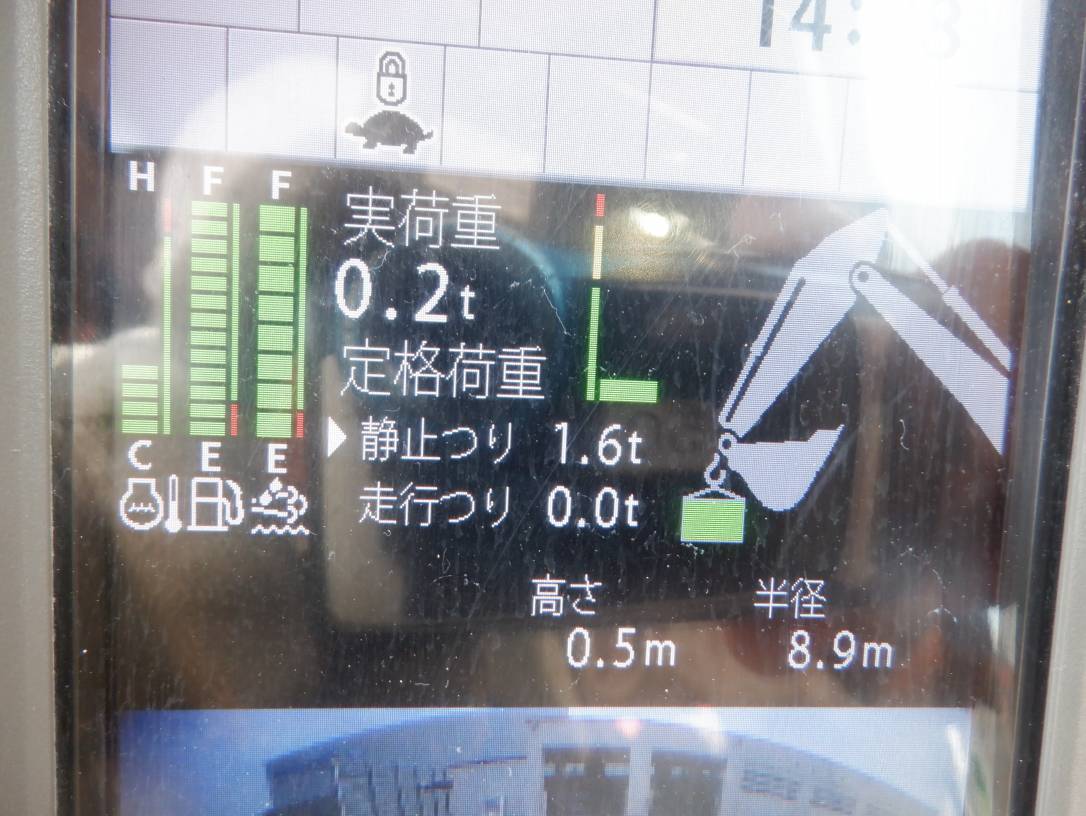 14:
H F F
実荷重
0.2t
定格荷重
静止つり 1.6t
走行つり 0.0t
C E E
高さ 半径
0.5m 8.9m